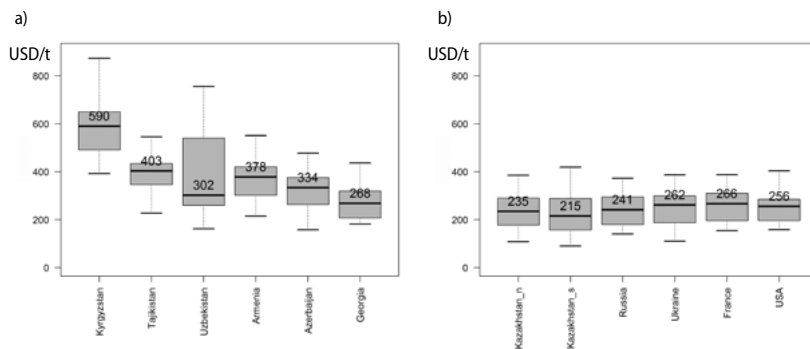 a)
USD/t
800
600
400
200
0
590
403
302
378
334
268
Kyrgyzstan
Tajikistan
Uzbekistan
Armenia
Azerbaijan
Georgia
b)
USD/t
800
600
400
200
0
235
215
241
262
266
256
Kazakhstan_n
Kazakhstan_s
Russia
Ukraine
France
USA